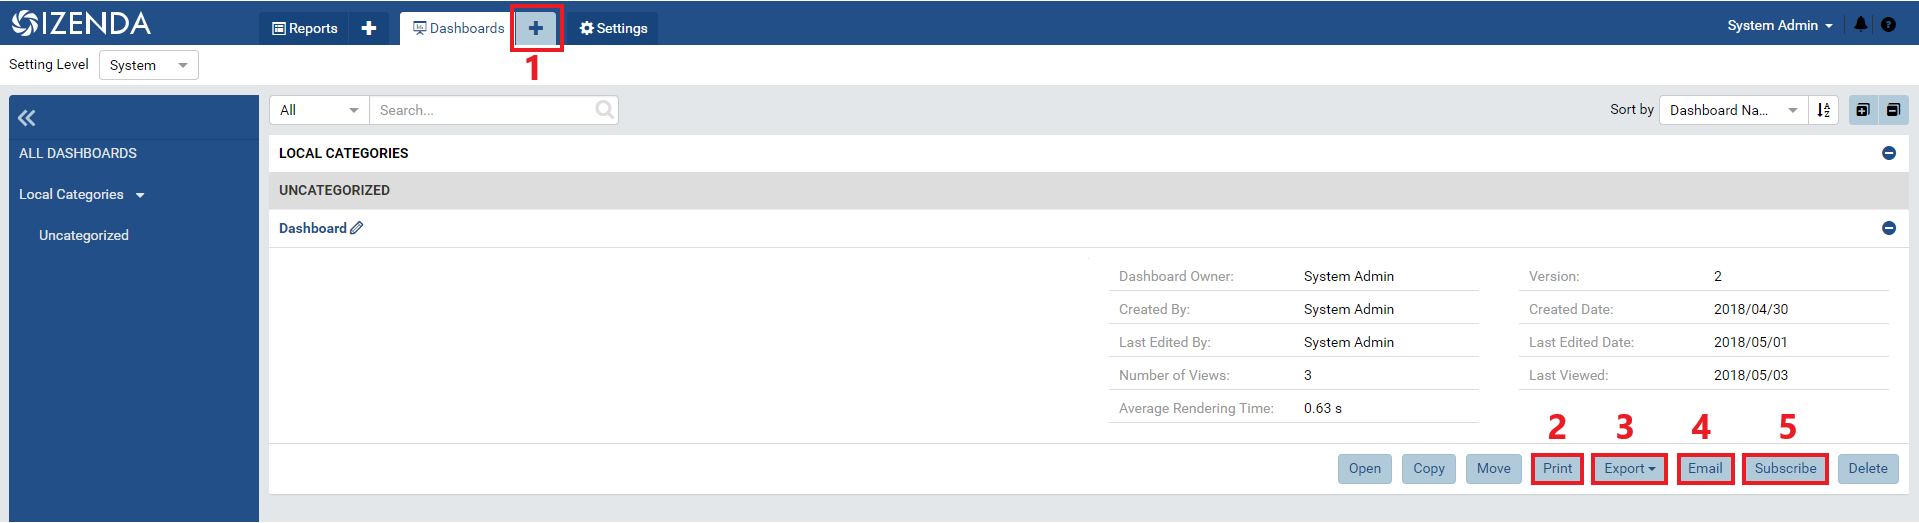 IZENDA
Reports
Dashboards
Settings
System Admin
1
Setting Level System
All Search... Sort by Dashboard Na...
ALL DASHBOARDS
Local Categories
Uncategorized
LOCAL CATEGORIES
UNCATEGORIZED
Dashboard
Dashboard Owner: System Admin Version: 2
Created By: System Admin Created Date: 2018/04/30
Last Edited By: System Admin Last Edited Date: 2018/05/01
Number of Views: 3 Last Viewed: 2018/05/03
Average Rendering Time: 0.63 s
2 3 4 5
Open Copy Move Print Export Email Subscribe Delete